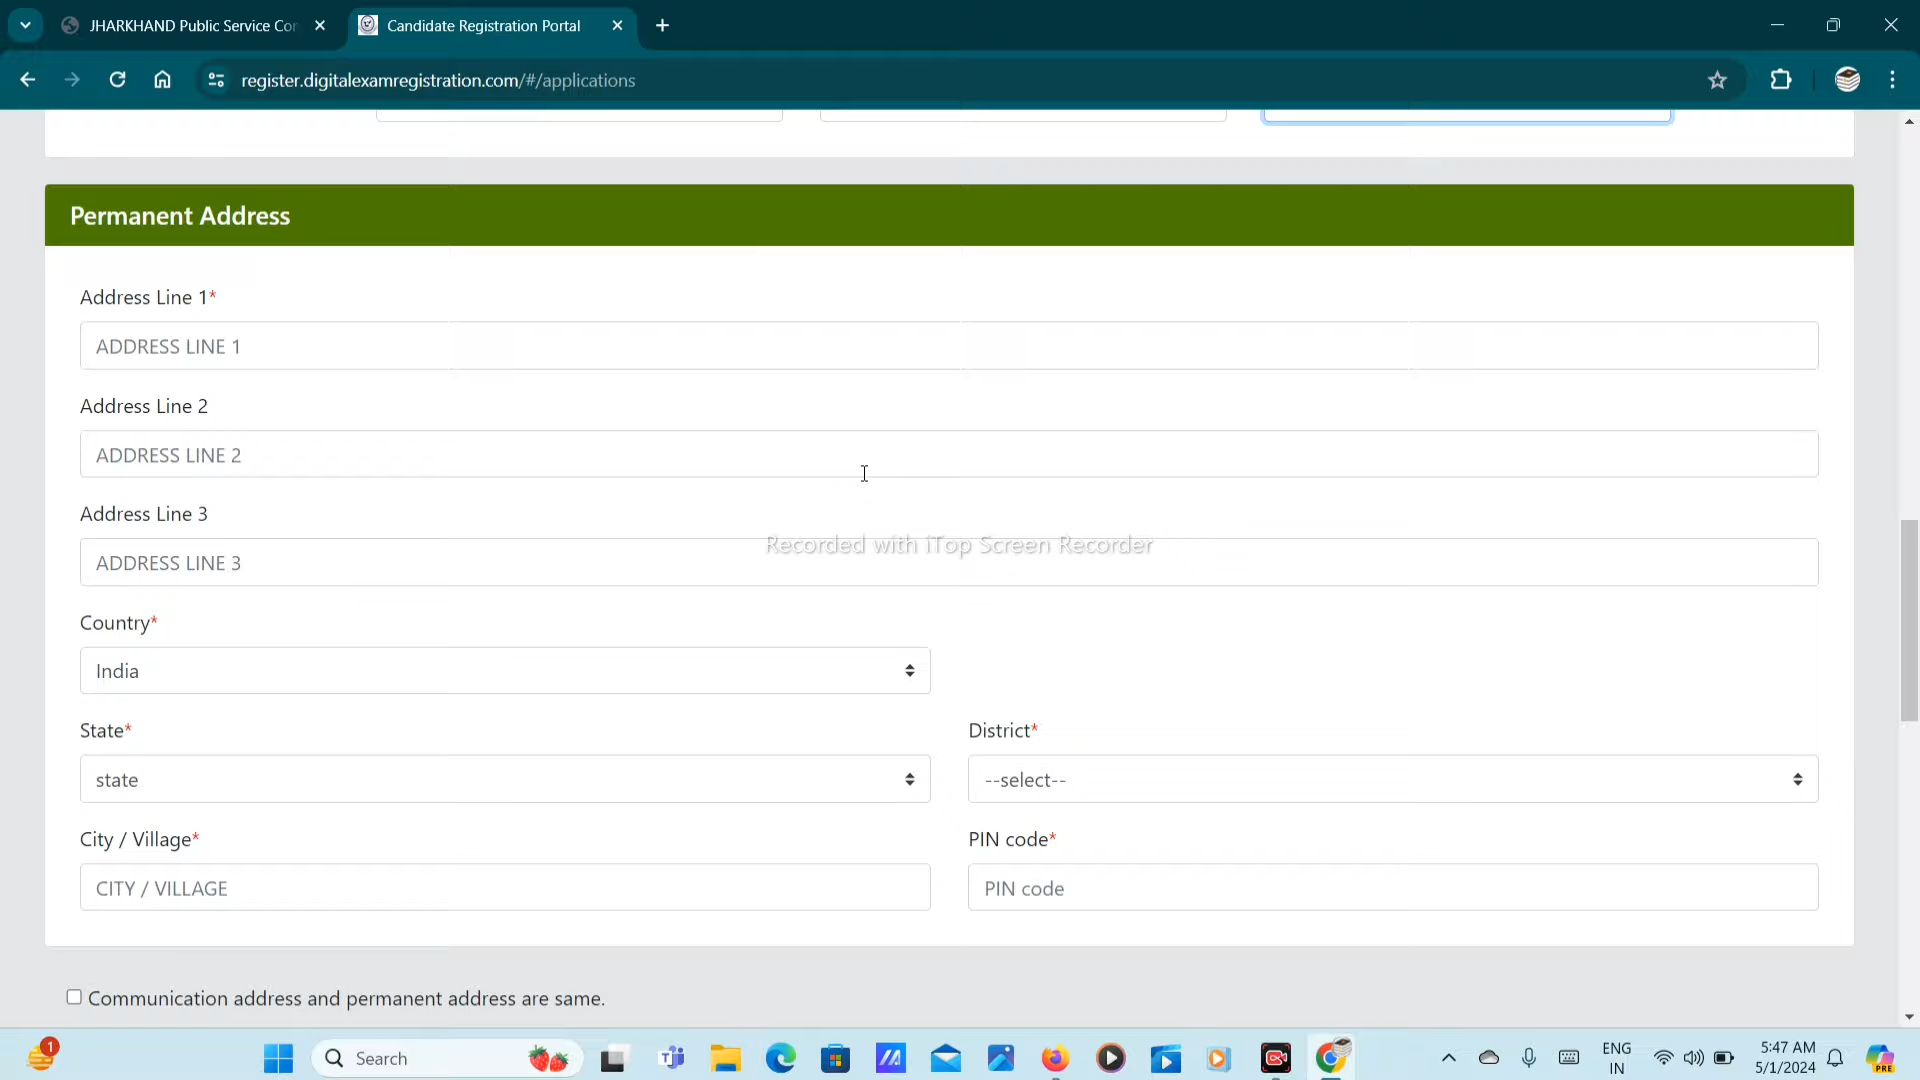 JHARKHAND Public Service Con
Candidate Registration Portal
register.digitalexamregistration.com/#/applications
Permanent Address
Address Line 1*
ADDRESS LINE 1
Address Line 2
ADDRESS LINE 2
Address Line 3
Recorded with iTop Screen Recorder
ADDRESS LINE 3
Country*
India
State*
District*
state
--select--
City / Village*
PIN code*
CITY / VILLAGE
PIN code
Communication address and permanent address are same.
1
Search
ENG
IN
5:47 AM
5/1/2024
PRE